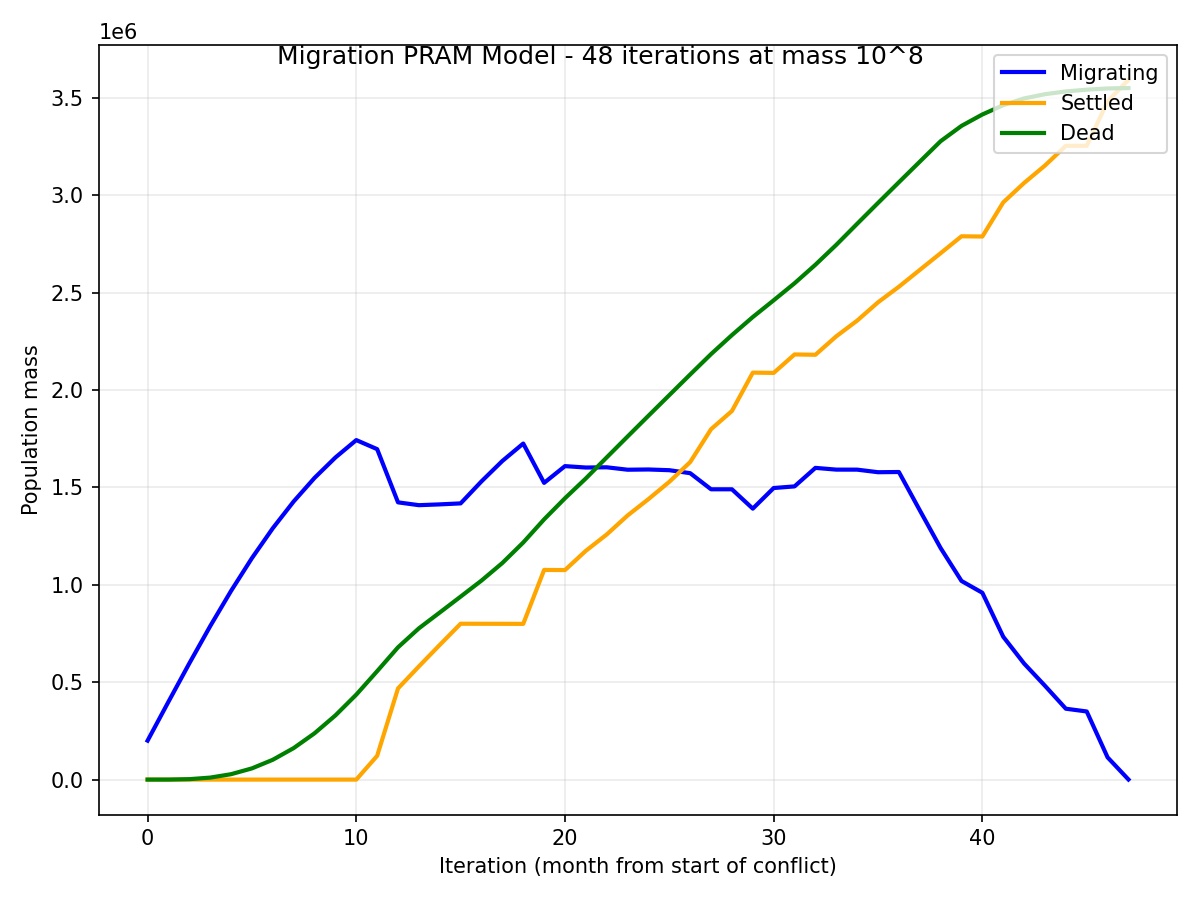 1e6
Migration PRAM Model - 48 iterations at mass 10^8
Migrating
Settled
Dead
3.5
3.0
2.5
2.0
1.5
1.0
0.5
0.0
Population mass
0 10 20 30 40
Iteration (month from start of conflict)